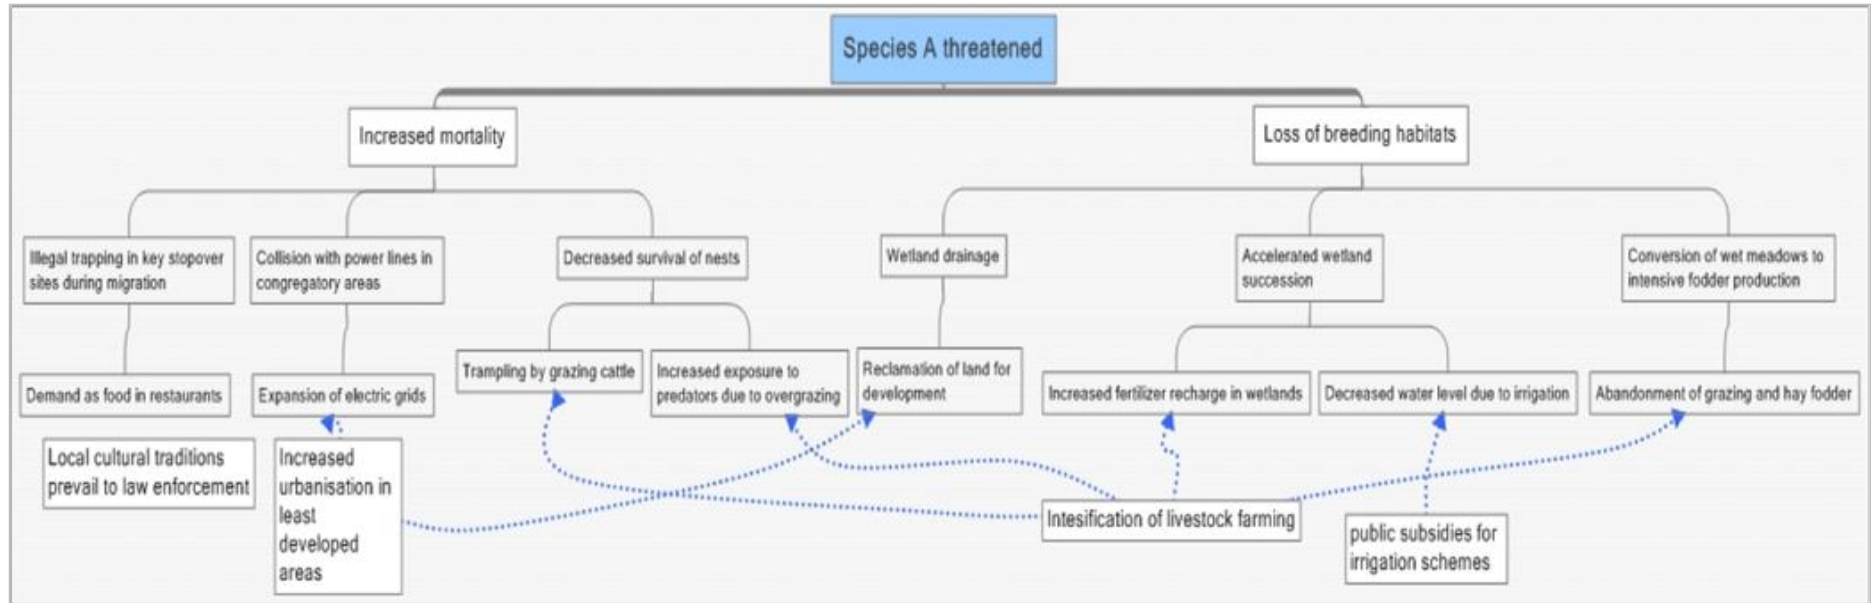 Species A threatened
Increased mortality
Loss of breeding habitats
Illegal trapping in key stopover
sites during migration
Collision with power lines in
congregatory areas
Decreased survival of nests
Wetland drainage
Accelerated wetland
succession
Conversion of wet meadows to
intensive fodder production
Demand as food in restaurants
Expansion of electric grids
Trampling by grazing cattle
Increased exposure to
predators due to overgrazing
Reclamation of land for
development
Increased fertilizer recharge in wetlands
Decreased water level due to irrigation
Abandonment of grazing and hay fodder
Local cultural traditions
prevail to law enforcement
Increased
urbanisation in
least
developed
areas
Intesification of livestock farming
public subsidies for
irrigation schemes